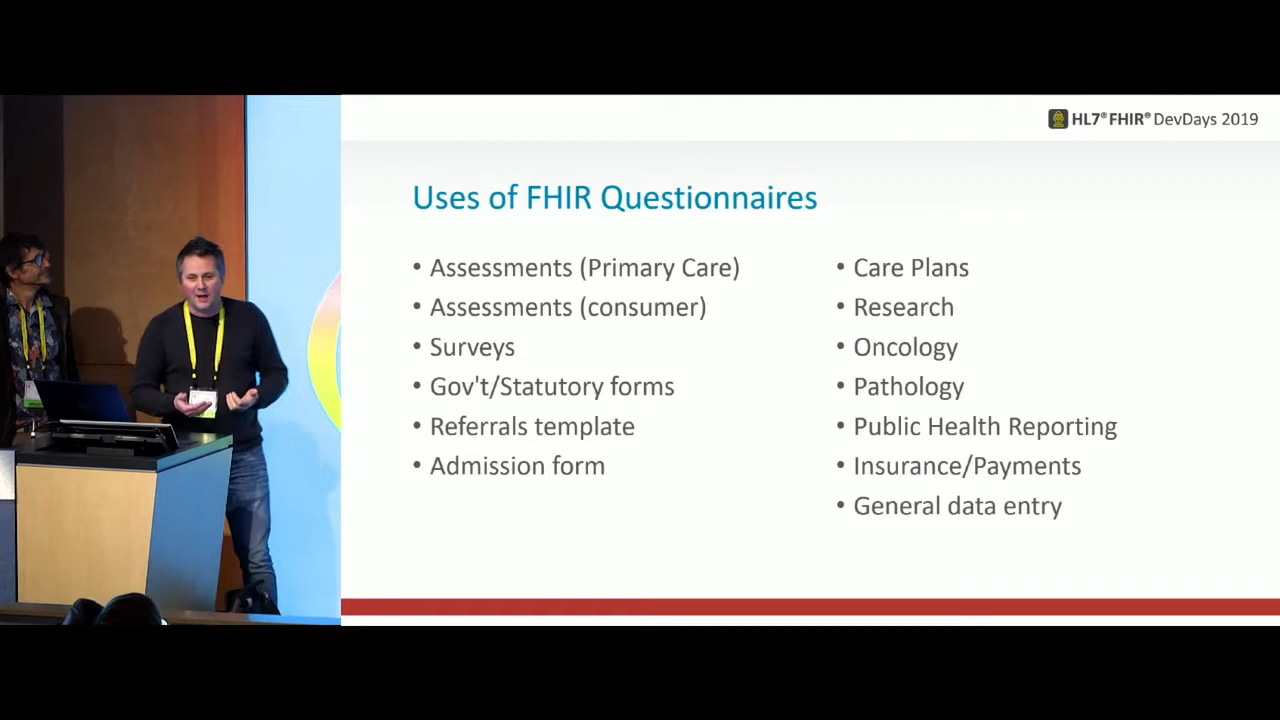 HL7® FHIR® DevDays 2019
Uses of FHIR Questionnaires
• Assessments (Primary Care)
• Assessments (consumer)
• Surveys
• Gov't/Statutory forms
• Referrals template
• Admission form
• Care Plans
• Research
• Oncology
• Pathology
• Public Health Reporting
• Insurance/Payments
• General data entry